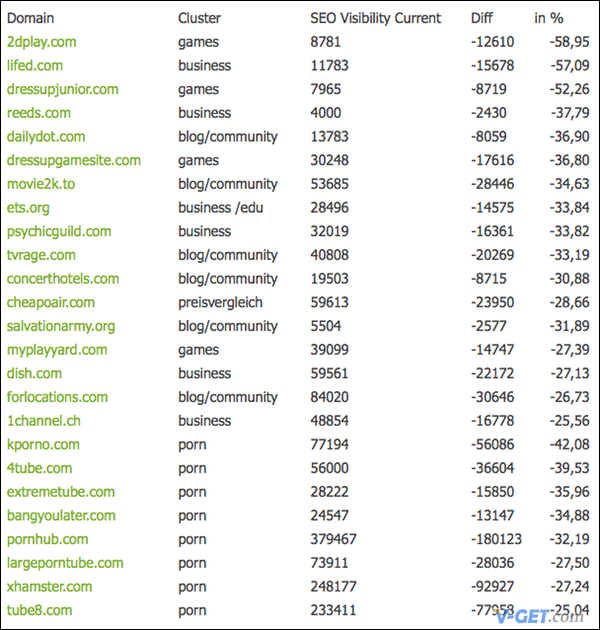 Domain Cluster SEO Visibility Current Diff in %
2dplay.com games 8781 -12610 -58,95
lifed.com business 11783 -15678 -57,09
dressupjunior.com games 7965 -8719 -52,26
reeds.com business 4000 -2430 -37,79
dailydot.com blog/community 13783 -8059 -36,90
dressupgamesite.com games 30248 -17616 -36,80
movie2k.to blog/community 53685 -28446 -34,63
ets.org business /edu 28496 -14575 -33,84
psychicguild.com business 32019 -16361 -33,82
tvrage.com blog/community 40808 -20269 -33,19
concerthotels.com blog/community 19503 -8715 -30,88
cheapoair.com preisvergleich 59613 -23950 -28,66
salvationarmy.org blog/community 5504 -2577 -31,89
myplayyard.com games 39099 -14747 -27,39
dish.com business 59561 -22172 -27,13
forlocations.com blog/community 84020 -30646 -26,73
1channel.ch business 48854 -16778 -25,56
kporno.com porn 77194 -56086 -42,08
4tube.com porn 56000 -36604 -39,53
extremetube.com porn 28222 -15850 -35,96
bangyoulater.com porn 24547 -13147 -34,88
pornhub.com porn 379467 -180123 -32,19
largeporntube.com porn 73911 -28036 -27,50
xhamster.com porn 248177 -92927 -27,24
tube8.com porn 233411 -77958 -25,04
V-GET.com